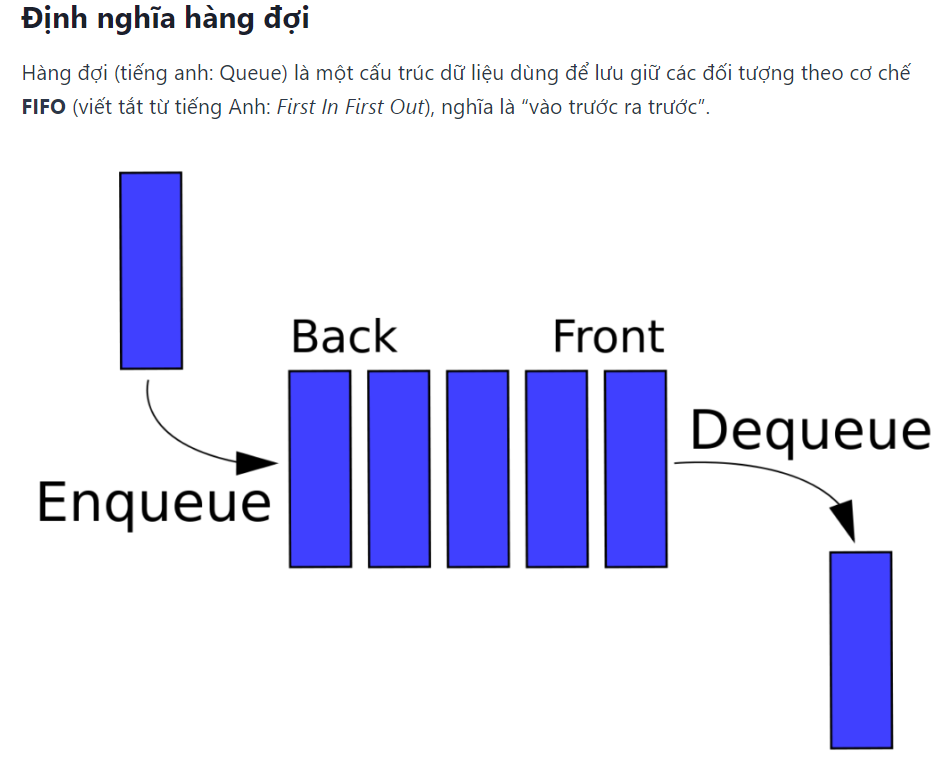 Định nghĩa hàng đợi
Hàng đợi (tiếng anh: Queue) là một cấu trúc dữ liệu dùng để lưu giữ các đối tượng theo cơ chế
FIFO (viết tắt từ tiếng Anh: First In First Out), nghĩa là “vào trước ra trước”.
Back
Front
Dequeue
Enqueue